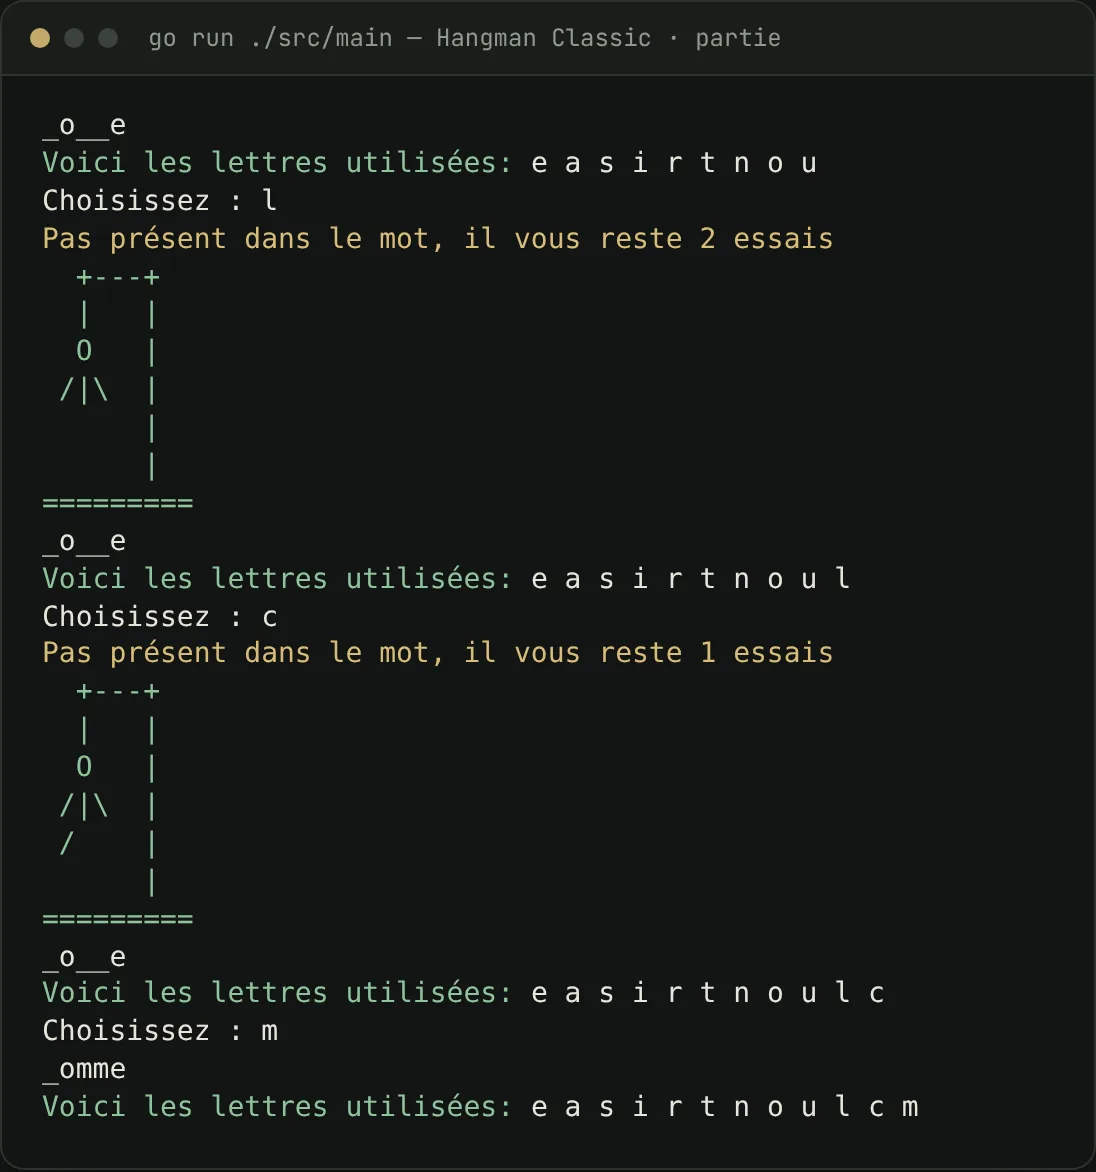 go run ./src/main — Hangman Classic · partie
_o__e
Voici les lettres utilisées: e a s i r t n o u
Choisissez : l
Pas présent dans le mot, il vous reste 2 essais
  +---+
  |   |
  O   |
 /|\  |
      |
      |
=========
_o__e
Voici les lettres utilisées: e a s i r t n o u l
Choisissez : c
Pas présent dans le mot, il vous reste 1 essais
  +---+
  |   |
  O   |
 /|\  |
 /    |
      |
=========
_o__e
Voici les lettres utilisées: e a s i r t n o u l c
Choisissez : m
_omme
Voici les lettres utilisées: e a s i r t n o u l c m